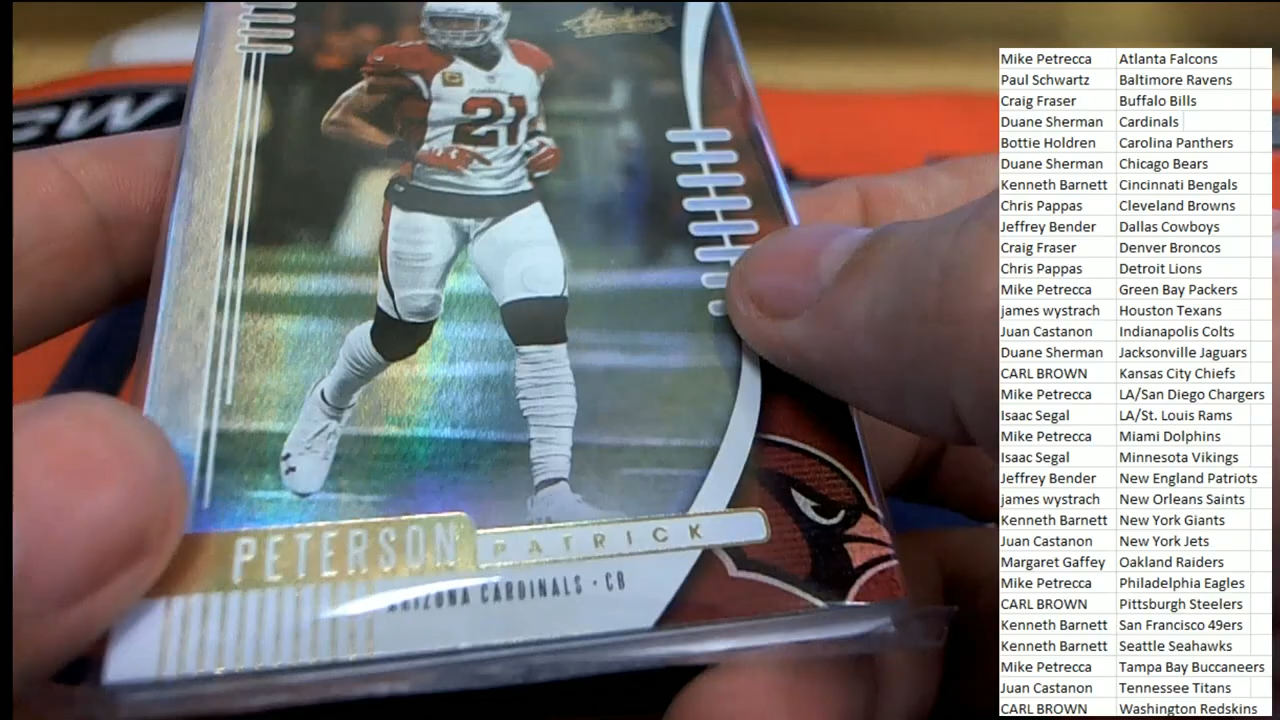 CW
21
PETERSON PATRICK
ARIZONA CARDINALS · CB
Mike Petrecca Atlanta Falcons
Paul Schwartz Baltimore Ravens
Craig Fraser Buffalo Bills
Duane Sherman Cardinals
Bottie Holdren Carolina Panthers
Duane Sherman Chicago Bears
Kenneth Barnett Cincinnati Bengals
Chris Pappas Cleveland Browns
Jeffrey Bender Dallas Cowboys
Craig Fraser Denver Broncos
Chris Pappas Detroit Lions
Mike Petrecca Green Bay Packers
james wystrach Houston Texans
Juan Castanon Indianapolis Colts
Duane Sherman Jacksonville Jaguars
CARL BROWN Kansas City Chiefs
Mike Petrecca LA/San Diego Chargers
Isaac Segal LA/St. Louis Rams
Mike Petrecca Miami Dolphins
Isaac Segal Minnesota Vikings
Jeffrey Bender New England Patriots
james wystrach New Orleans Saints
Kenneth Barnett New York Giants
Juan Castanon New York Jets
Margaret Gaffey Oakland Raiders
Mike Petrecca Philadelphia Eagles
CARL BROWN Pittsburgh Steelers
Kenneth Barnett San Francisco 49ers
Kenneth Barnett Seattle Seahawks
Mike Petrecca Tampa Bay Buccaneers
Juan Castanon Tennessee Titans
CARL BROWN Washington Redskins